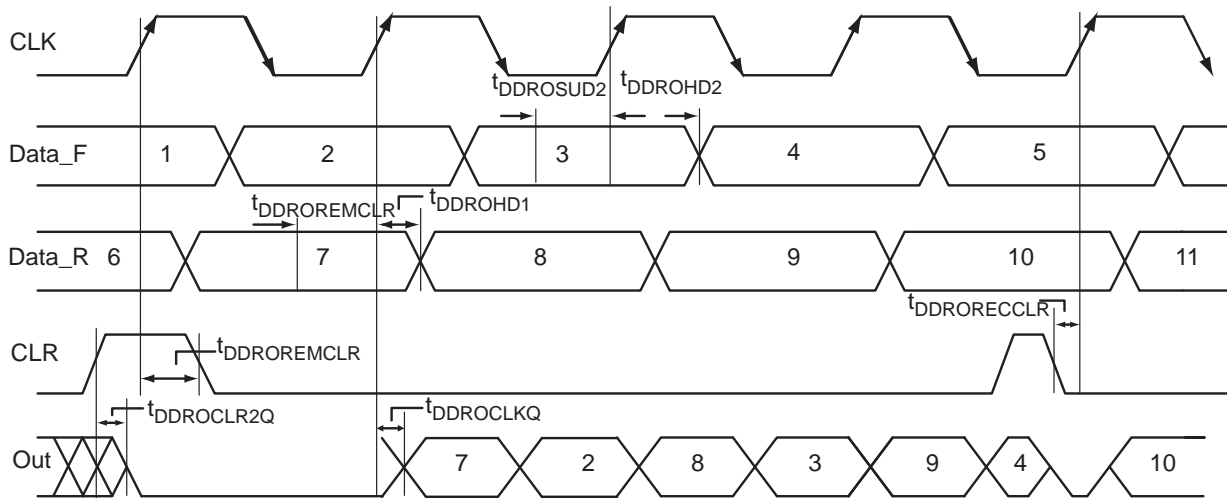 CLK
tDDROSUD2 tDDROHD2
Data_F 1 2 3 4 5
tDDROREMCLR tDDROHD1
Data_R 6 7 8 9 10 11
tDDRORECCLR
CLR tDDROREMCLR
tDDROCLR2Q tDDROCLKQ
Out 7 2 8 3 9 4 10